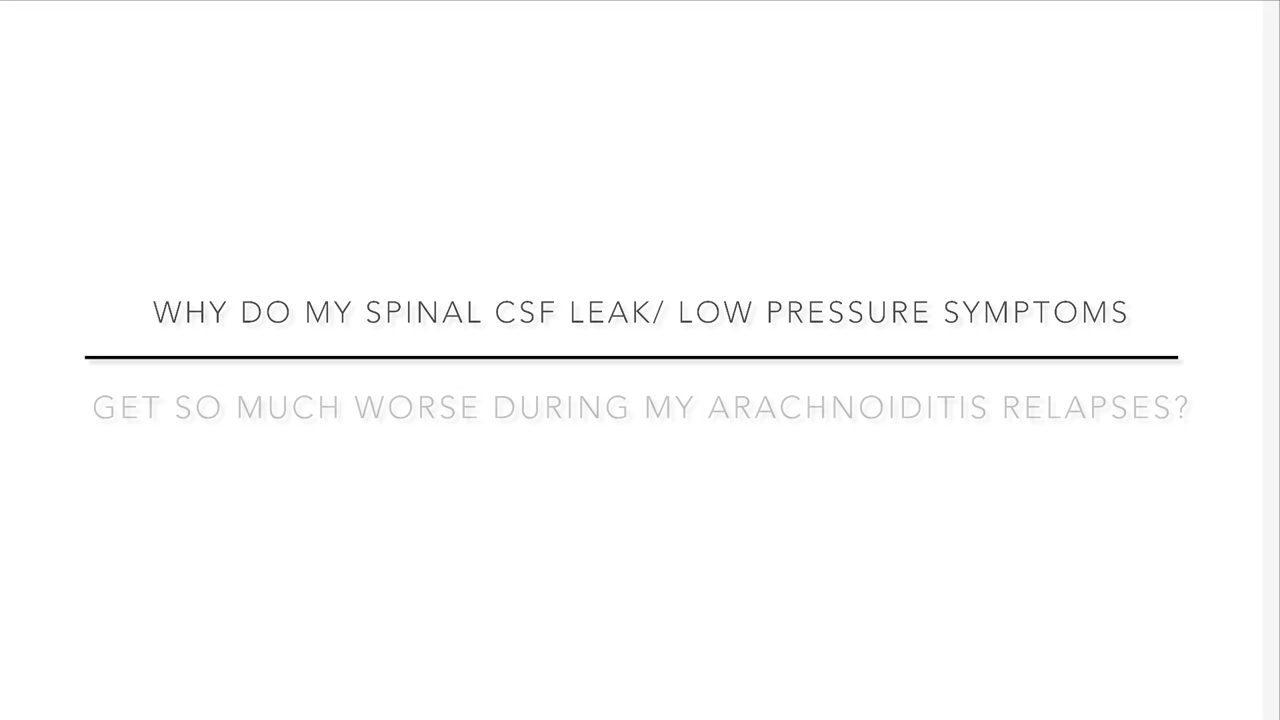 WHY DO MY SPINAL CSF LEAK/ LOW PRESSURE SYMPTOMS
GET SO MUCH WORSE DURING MY ARACHNOIDITIS RELAPSES?